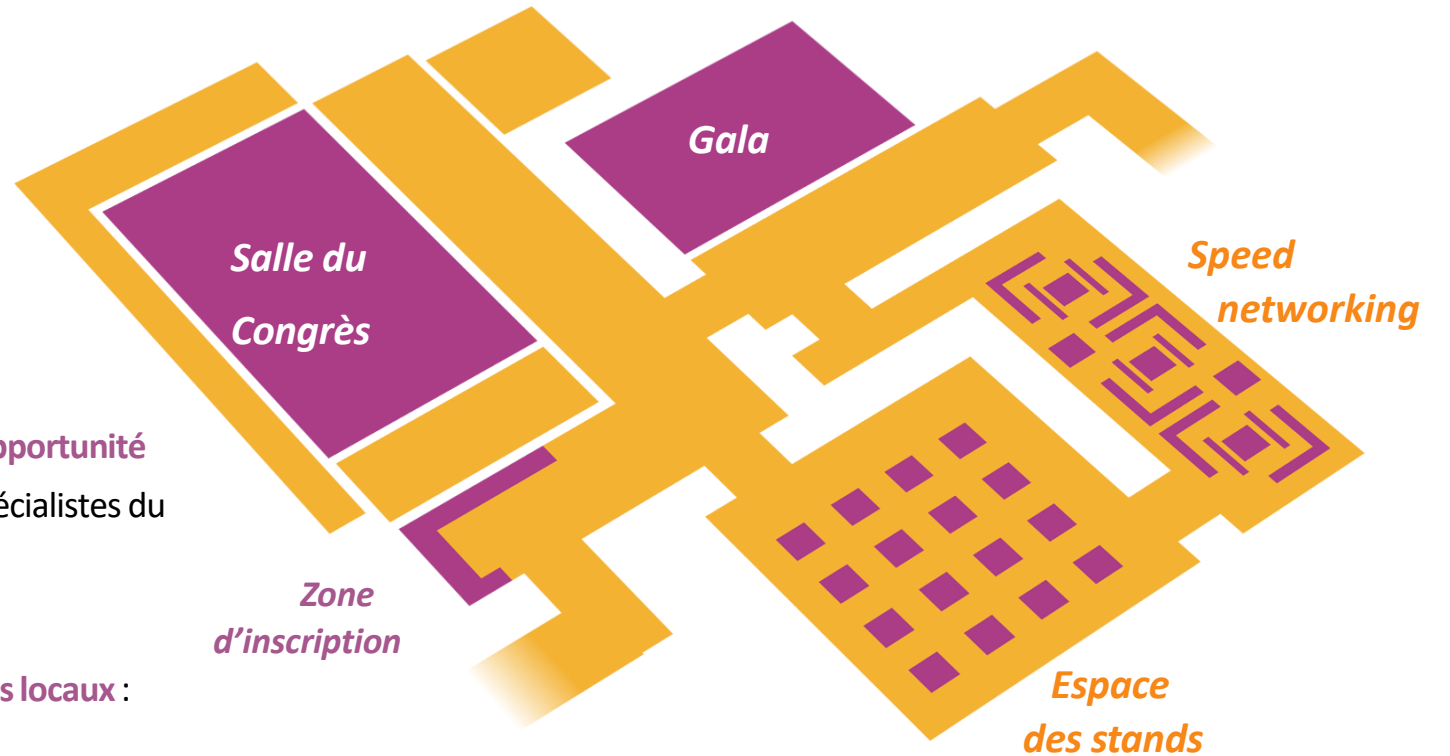 Gala
Salle du
Congrès
Speed
networking
pportunité
écialistes du
Zone
d’inscription
s locaux :
Espace
des stands